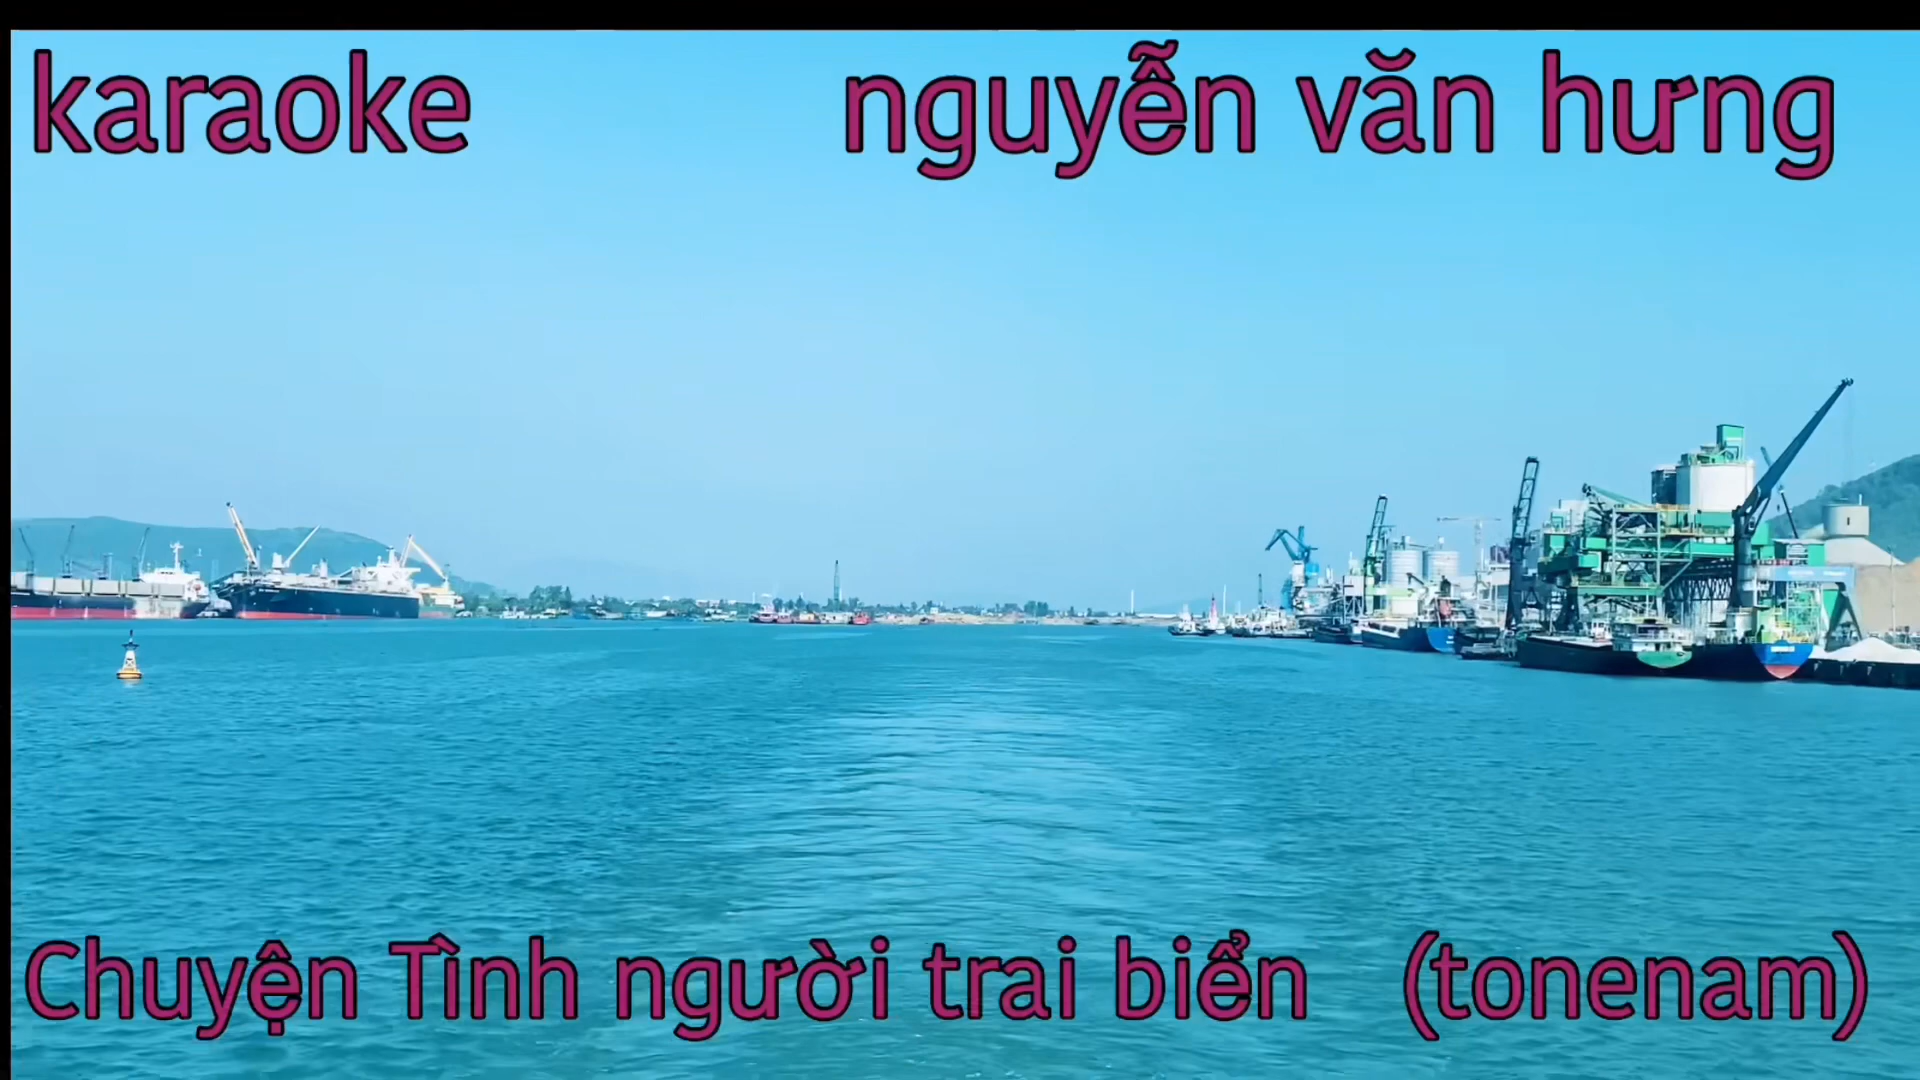 karaoke nguyễn văn hưng
Chuyện Tình người trai biển (tonenam)